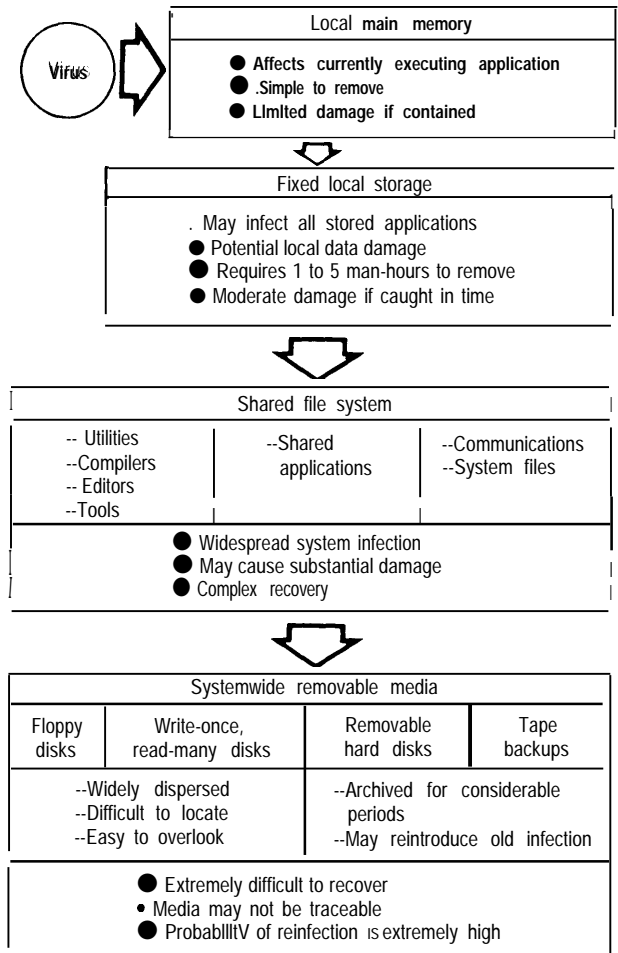 Virus
Local main memory
● Affects currently executing application
● .Simple to remove
● LImIted damage if contained
Fixed local storage
. May infect all stored applications
● Potential local data damage
● Requires 1 to 5 man-hours to remove
● Moderate damage if caught in time
Shared file system
-- Utilities
--Compilers
-- Editors
--Tools
--Shared
applications
--Communications
--System files
● Widespread system infection
● May cause substantial damage
● Complex recovery
Systemwide removable media
Floppy
disks
Write-once,
read-many disks
Removable
hard disks
Tape
backups
--Widely dispersed
--Difficult to locate
--Easy to overlook
--Archived for considerable
periods
--May reintroduce old infection
● Extremely difficult to recover
• Media may not be traceable
● ProbabIlItV of reinfection IS extremely high